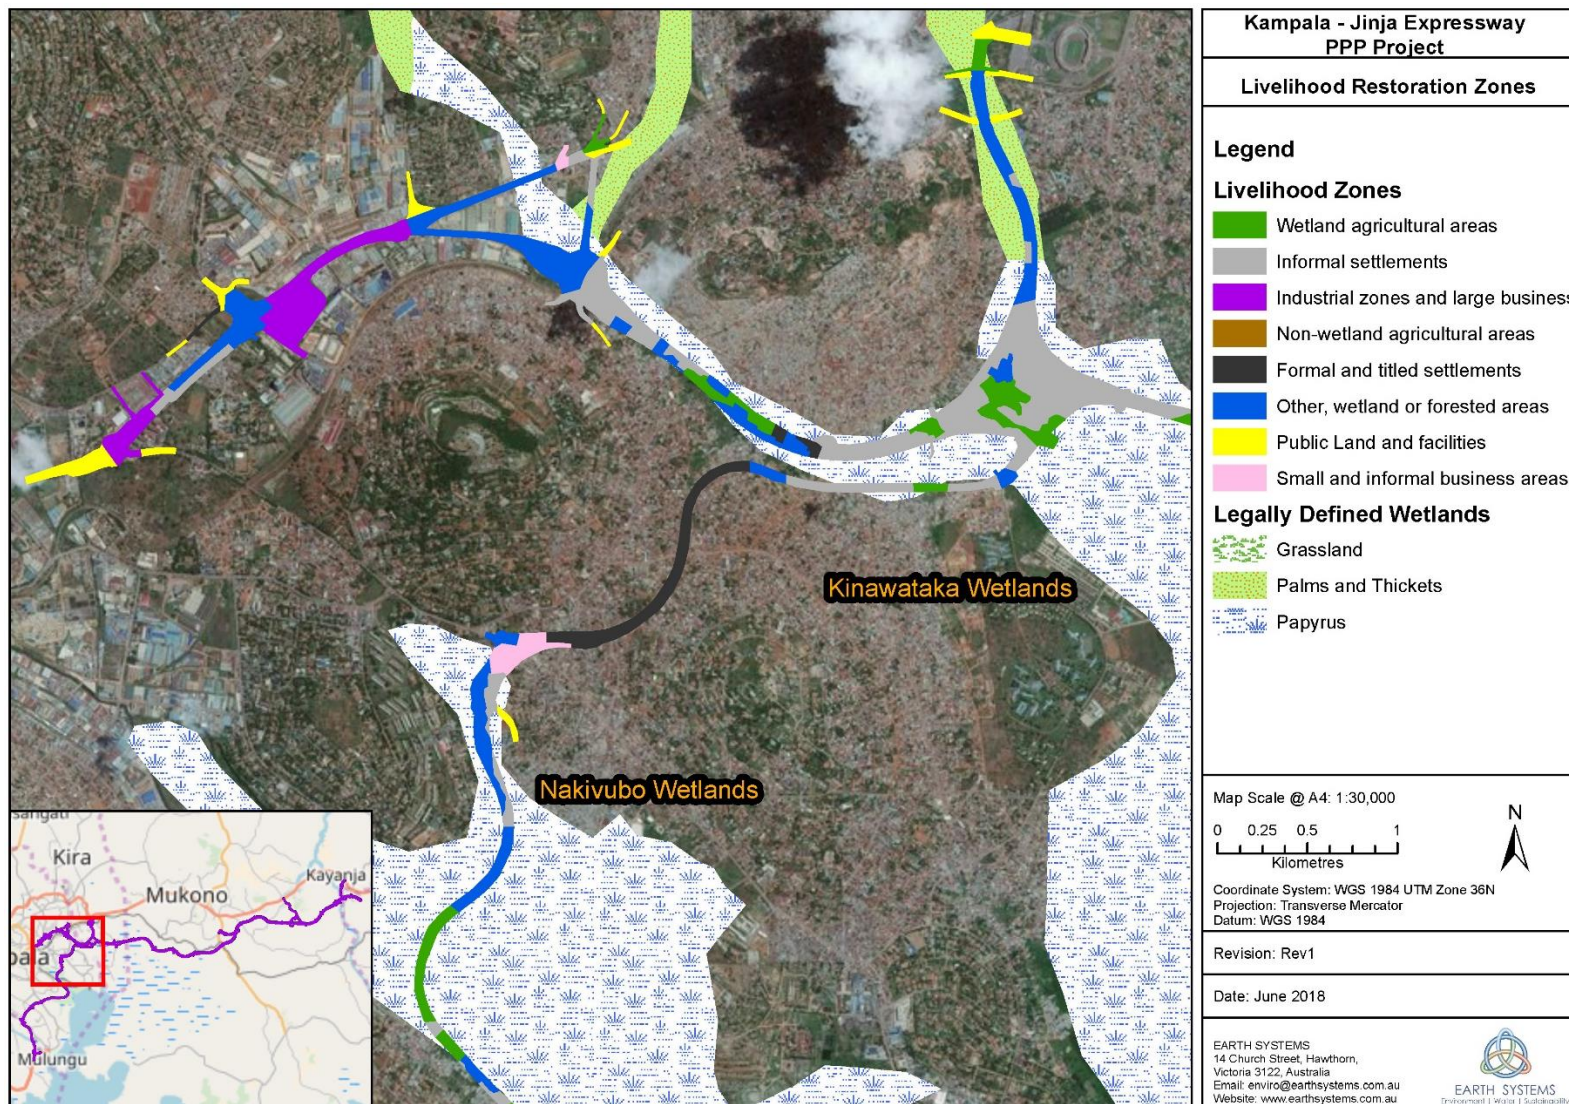 Kampala - Jinja Expressway
PPP Project
Livelihood Restoration Zones
Legend
Livelihood Zones
Wetland agricultural areas
Informal settlements
Industrial zones and large business
Non-wetland agricultural areas
Formal and titled settlements
Other, wetland or forested areas
Public Land and facilities
Small and informal business areas
Legally Defined Wetlands
Grassland
Palms and Thickets
Papyrus
Kinawataka Wetlands
Nakivubo Wetlands
sangati
Kira
Mukono
Kayanja
pala
Mulungu
Map Scale @ A4: 1:30,000
N
0 0.25 0.5 1
Kilometres
Coordinate System: WGS 1984 UTM Zone 36N
Projection: Transverse Mercator
Datum: WGS 1984
Revision: Rev1
Date: June 2018
EARTH SYSTEMS
14 Church Street, Hawthorn,
Victoria 3122, Australia
Email: enviro@earthsystems.com.au
Website: www.earthsystems.com.au
EARTH SYSTEMS
Environment | Water | Sustainability